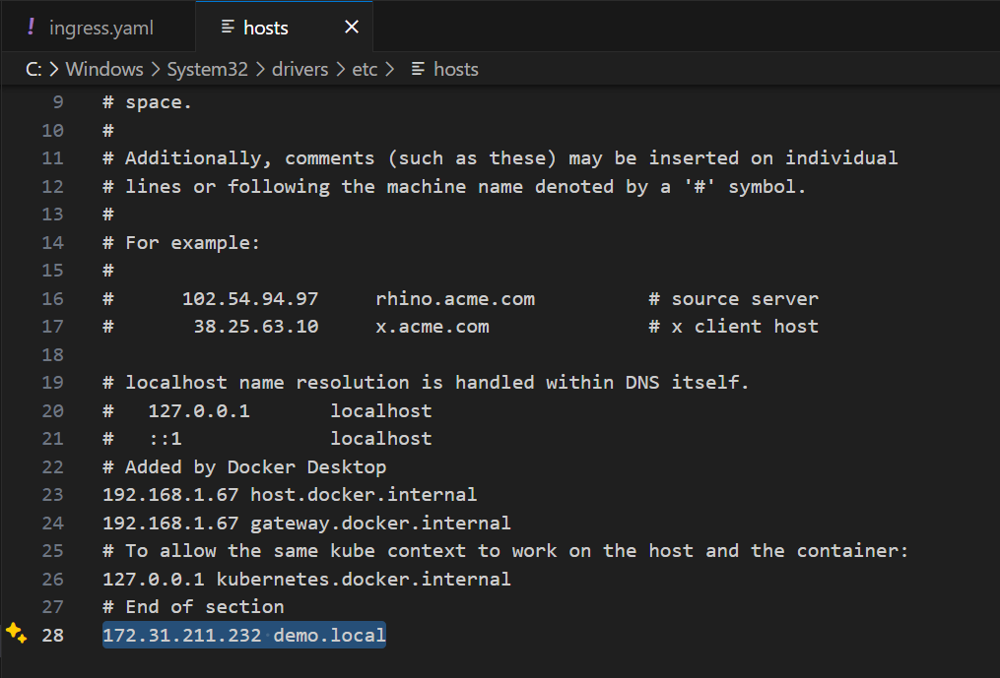 ! ingress.yaml
hosts
C: > Windows > System32 > drivers > etc > hosts
9 # space.
10 #
11 # Additionally, comments (such as these) may be inserted on individual
12 # lines or following the machine name denoted by a '#' symbol.
13 #
14 # For example:
15 #
16 #      102.54.94.97     rhino.acme.com          # source server
17 #       38.25.63.10     x.acme.com              # x client host
18
19 # localhost name resolution is handled within DNS itself.
20 #   127.0.0.1       localhost
21 #   ::1             localhost
22 # Added by Docker Desktop
23 192.168.1.67 host.docker.internal
24 192.168.1.67 gateway.docker.internal
25 # To allow the same kube context to work on the host and the container:
26 127.0.0.1 kubernetes.docker.internal
27 # End of section
28 172.31.211.232 demo.local